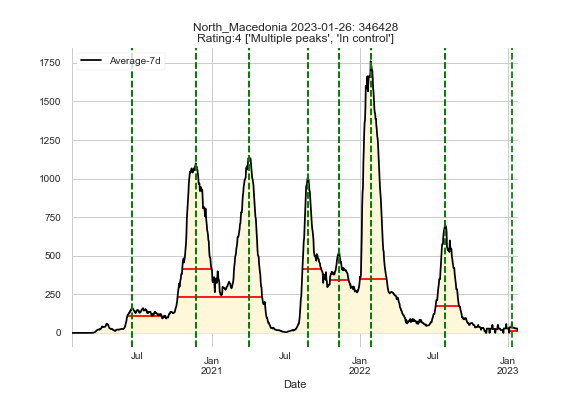 North_Macedonia 2023-01-26: 346428
Rating:4 ['Multiple peaks', 'In control']
Average-7d
1750
1500
1250
1000
750
500
250
0
Jul
Jan
2021
Jul
Jan
2022
Jul
Jan
2023
Date